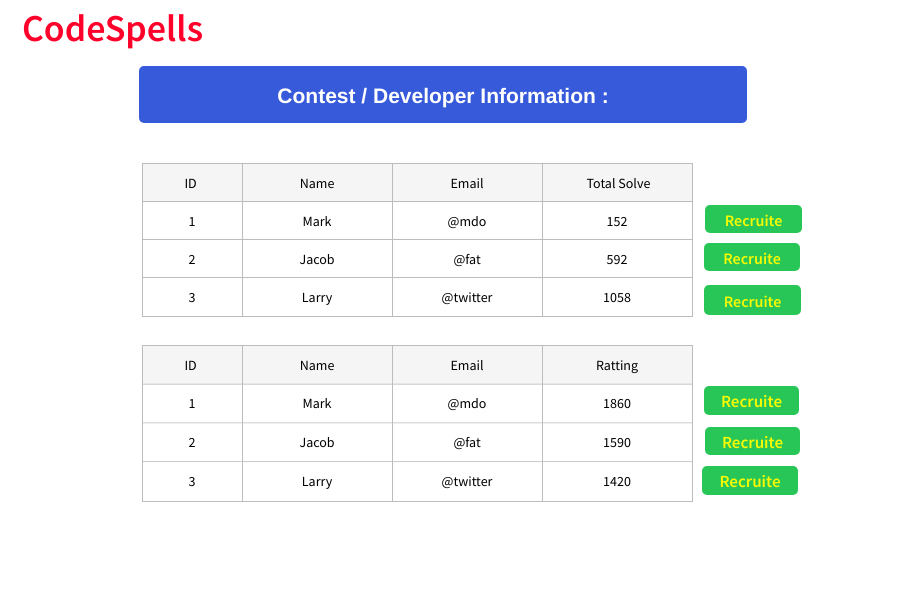 CodeSpells
Contest / Developer Information :
ID Name Email Total Solve
1 Mark @mdo 152 Recruite
2 Jacob @fat 592 Recruite
3 Larry @twitter 1058 Recruite
ID Name Email Ratting
1 Mark @mdo 1860 Recruite
2 Jacob @fat 1590 Recruite
3 Larry @twitter 1420 Recruite